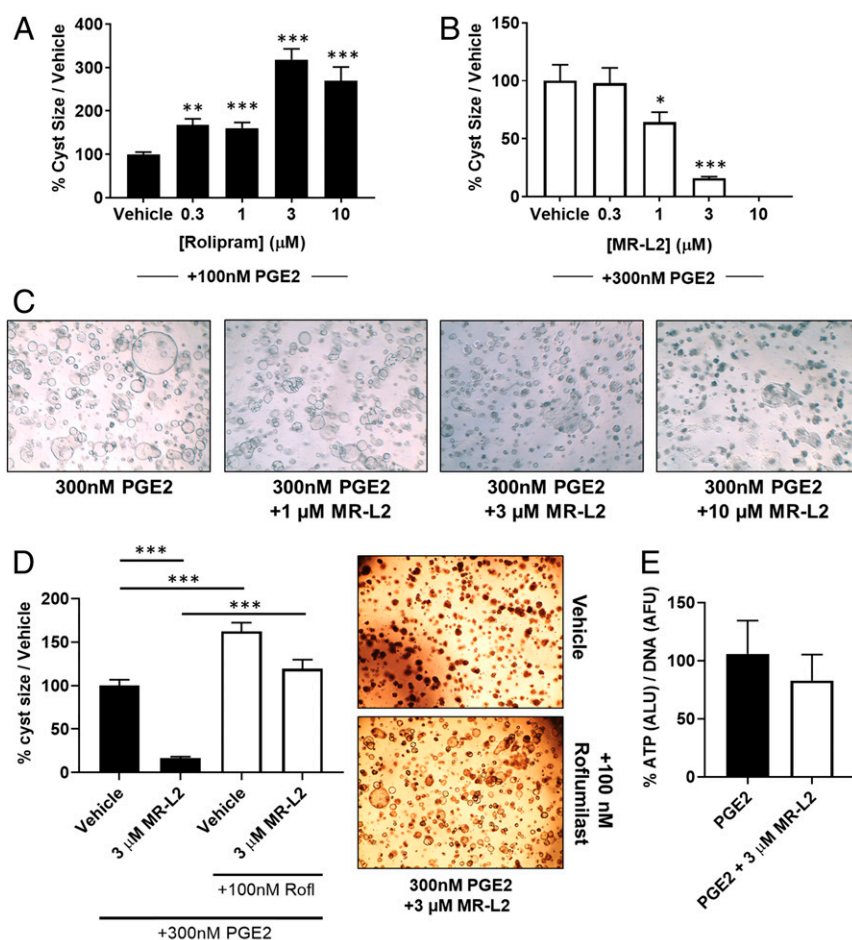 A
% Cyst Size / Vehicle
400
300
200
100
0
**
***
***
***
Vehicle 0.3 1 3 10
[Rolipram] (μM)
+100nM PGE2
B
% Cyst Size / Vehicle
150
100
50
0
*
***
Vehicle 0.3 1 3 10
[MR-L2] (μM)
+300nM PGE2
C
300nM PGE2
300nM PGE2
+1 μM MR-L2
300nM PGE2
+3 μM MR-L2
300nM PGE2
+10 μM MR-L2
D
% cyst size / Vehicle
200
150
100
50
0
***
***
***
Vehicle
3 μM MR-L2
Vehicle
3 μM MR-L2
+100nM Rofl
+300nM PGE2
Vehicle
+100 nM
Roflumilast
300nM PGE2
+3 μM MR-L2
E
% ATP (ALU) / DNA (AFU)
150
100
50
0
PGE2
PGE2 + 3 μM MR-L2